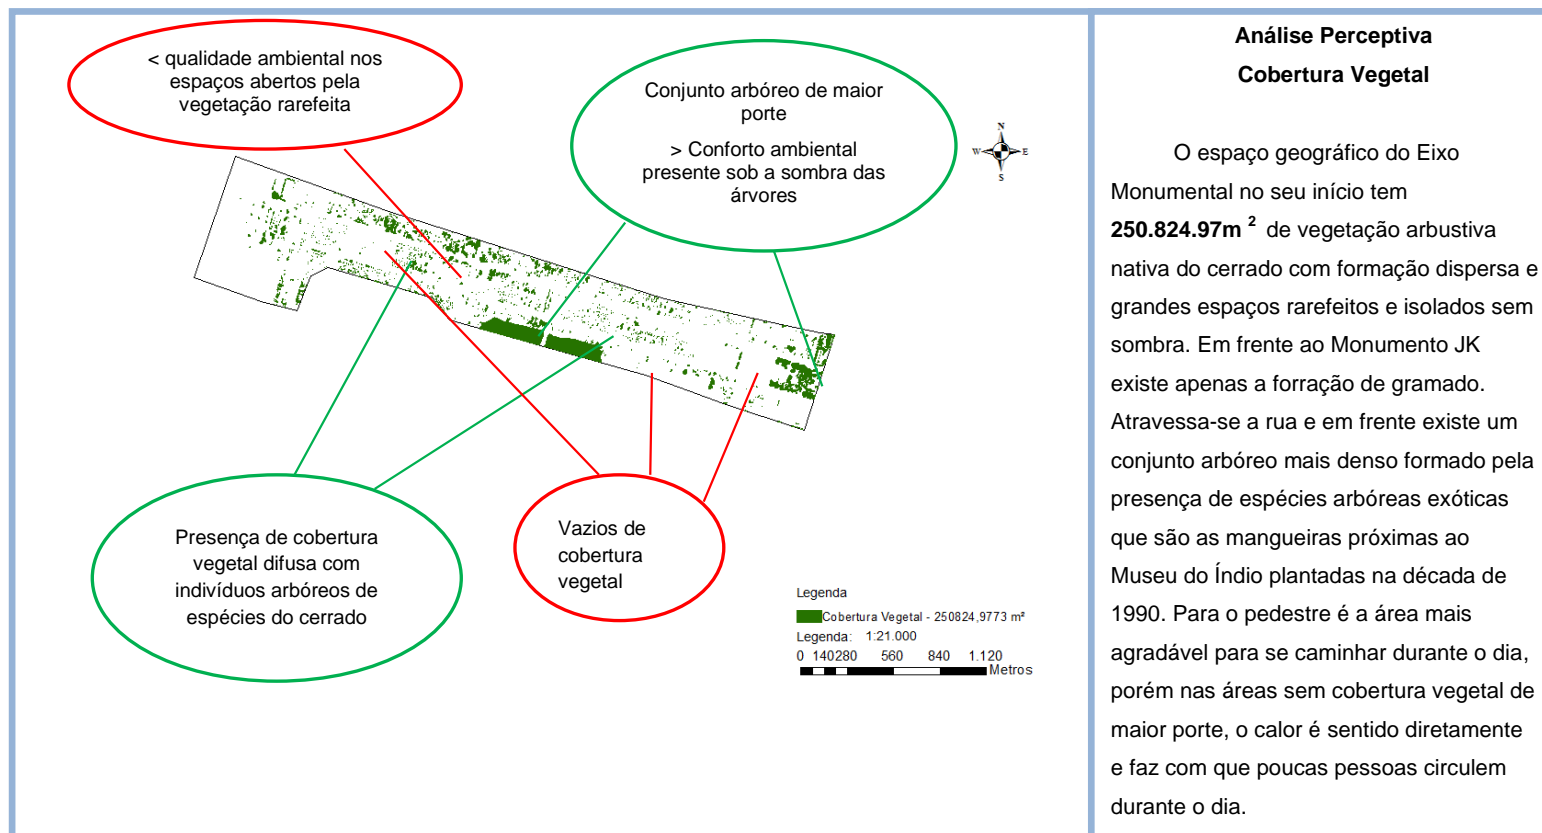 < qualidade ambiental nos
espaços abertos pela
vegetação rarefeita
Conjunto arbóreo de maior
porte
> Conforto ambiental
presente sob a sombra das
árvores
N
W
E
S
Presença de cobertura
vegetal difusa com
indivíduos arbóreos de
espécies do cerrado
Vazios de
cobertura
vegetal
Legenda
Cobertura Vegetal - 250824,9773 m²
Legenda: 1:21.000
0 140280 560 840 1.120
Metros
Análise Perceptiva
Cobertura Vegetal
O espaço geográfico do Eixo
Monumental no seu início tem
250.824.97m ² de vegetação arbustiva
nativa do cerrado com formação dispersa e
grandes espaços rarefeitos e isolados sem
sombra. Em frente ao Monumento JK
existe apenas a forração de gramado.
Atravessa-se a rua e em frente existe um
conjunto arbóreo mais denso formado pela
presença de espécies arbóreas exóticas
que são as mangueiras próximas ao
Museu do Índio plantadas na década de
1990. Para o pedestre é a área mais
agradável para se caminhar durante o dia,
porém nas áreas sem cobertura vegetal de
maior porte, o calor é sentido diretamente
e faz com que poucas pessoas circulem
durante o dia.